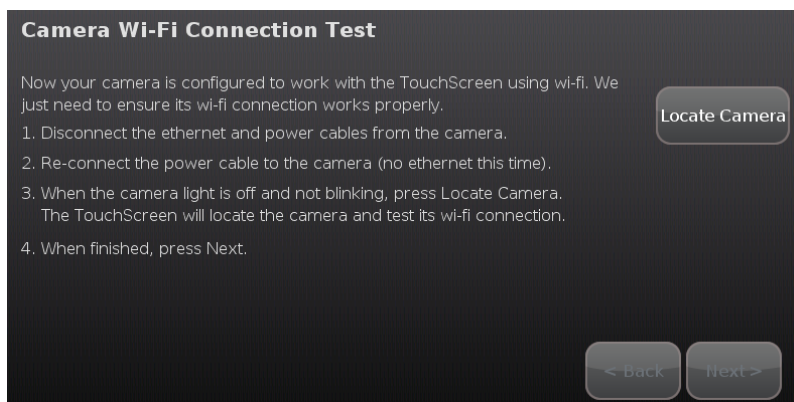 Camera Wi-Fi Connection Test
Now your camera is configured to work with the TouchScreen using wi-fi. We
just need to ensure its wi-fi connection works properly.
Locate Camera
1. Disconnect the ethernet and power cables from the camera.
2. Re-connect the power cable to the camera (no ethernet this time).
3. When the camera light is off and not blinking, press Locate Camera.
The TouchScreen will locate the camera and test its wi-fi connection.
4. When finished, press Next.
< Back
Next >